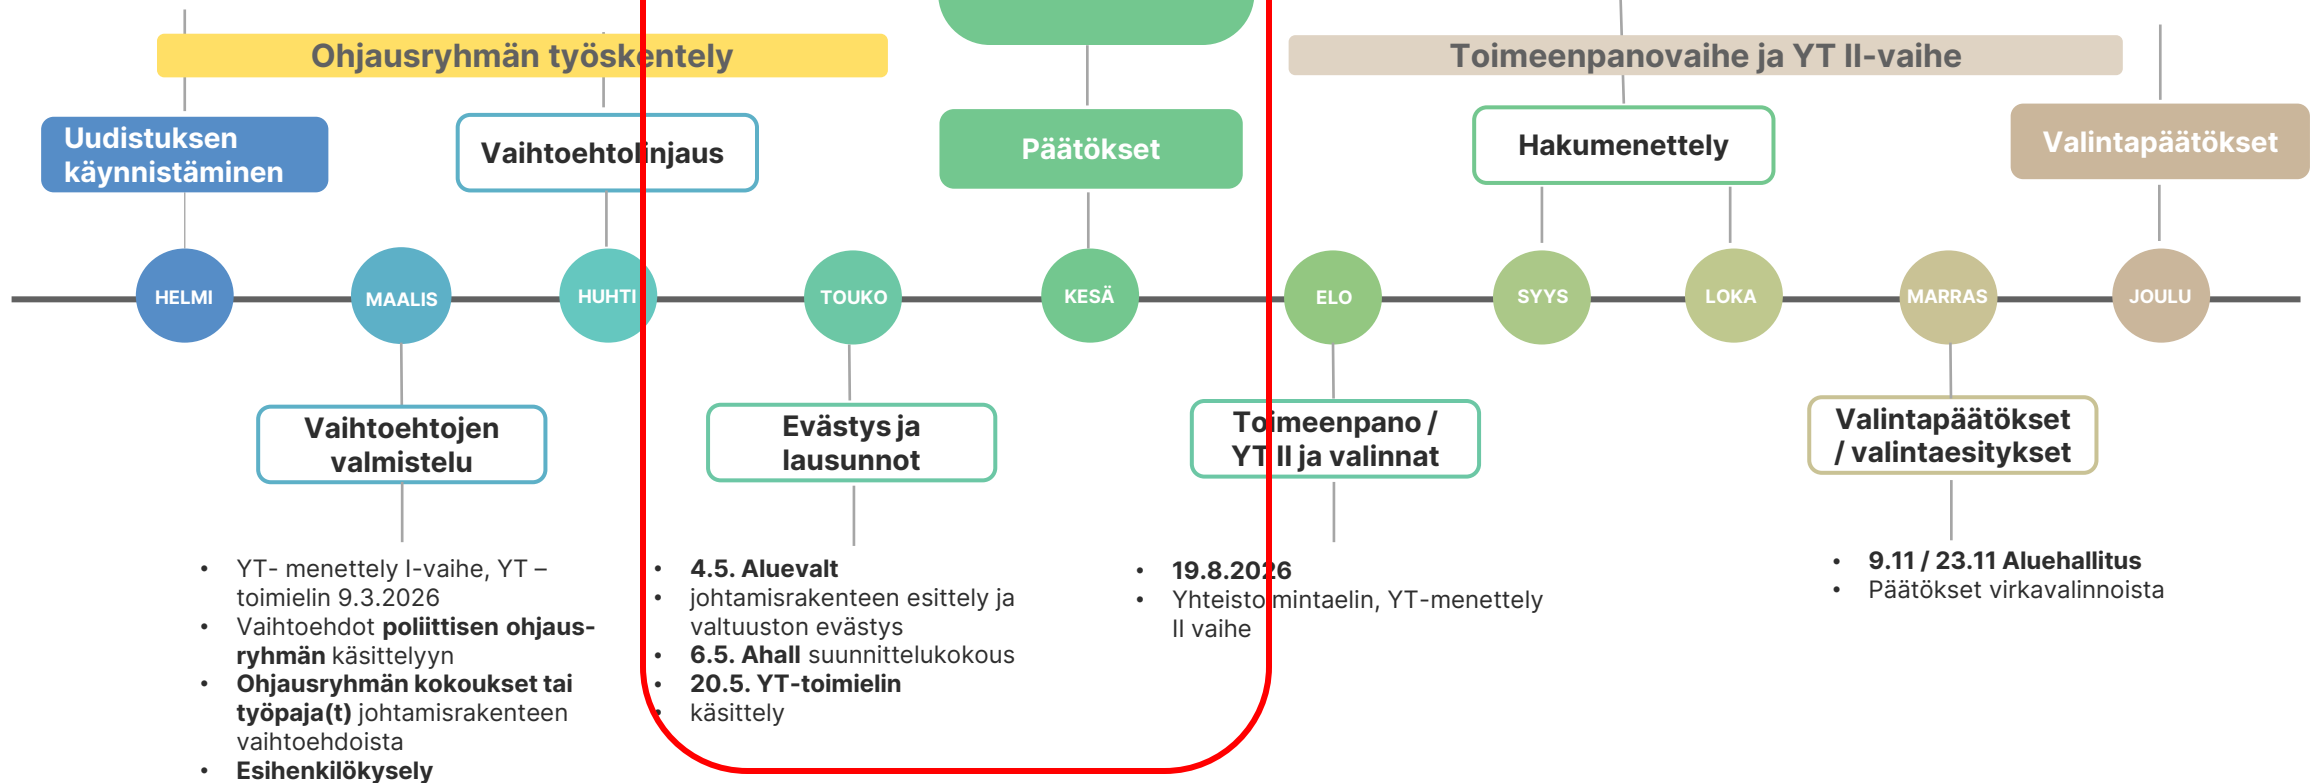 Ohjausryhmän työskentely
Toimeenpanovaihe ja YT II-vaihe
Uudistuksen
käynnistäminen
Vaihtoehtolinjaus
Päätökset
Hakumenettely
Valintapäätökset
HELMI
MAALIS
HUHTI
TOUKO
KESÄ
ELO
SYYS
LOKA
MARRAS
JOULU
Vaihtoehtojen
valmistelu
Evästys ja
lausunnot
Toimeenpano /
YT II ja valinnat
Valintapäätökset
/ valintaesitykset
• YT- menettely I-vaihe, YT –
toimielin 9.3.2026
• Vaihtoehdot poliittisen ohjaus-
ryhmän käsittelyyn
• Ohjausryhmän kokoukset tai
työpaja(t) johtamisrakenteen
vaihtoehdoista
• Esihenkilökysely
• 4.5. Aluevalt
• johtamisrakenteen esittely ja
valtuuston evästys
• 6.5. Ahall suunnittelukokous
• 20.5. YT-toimielin
• käsittely
• 19.8.2026
• Yhteistoimintaelin, YT-menettely
II vaihe
• 9.11 / 23.11 Aluehallitus
• Päätökset virkavalinnoista